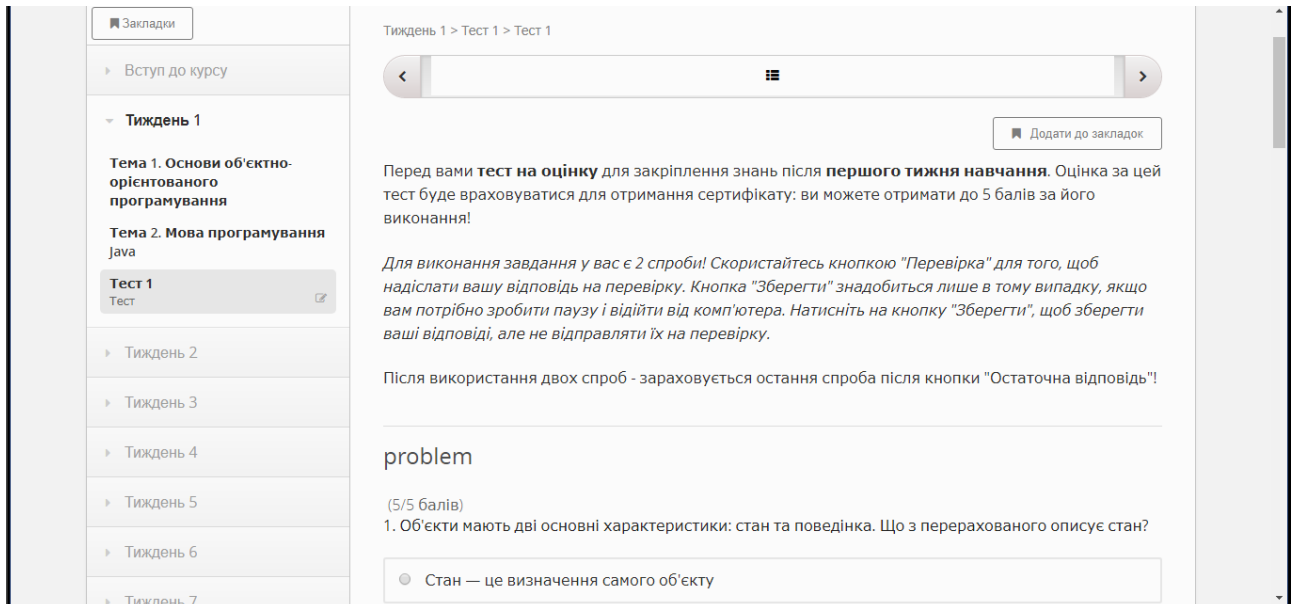 Закладки
Вступ до курсу
Тиждень 1
Тема 1. Основи об'єктно-
орієнтованого
програмування
Тема 2. Мова програмування
Java
Тест 1
Тест
Тиждень 2
Тиждень 3
Тиждень 4
Тиждень 5
Тиждень 6
Тиждень 7
Тиждень 1 > Тест 1 > Тест 1
Додати до закладок
Перед вами тест на оцінку для закріплення знань після першого тижня навчання. Оцінка за цей
тест буде враховуватися для отримання сертифікату: ви можете отримати до 5 балів за його
виконання!
Для виконання завдання у вас є 2 спроби! Скористайтесь кнопкою "Перевірка" для того, щоб
надіслати вашу відповідь на перевірку. Кнопка "Зберегти" знадобиться лише в тому випадку, якщо
вам потрібно зробити паузу і відійти від комп'ютера. Натисніть на кнопку "Зберегти", щоб зберегти
ваші відповіді, але не відправляти їх на перевірку.
Після використання двох спроб - зараховується остання спроба після кнопки "Остаточна відповідь"!
problem
(5/5 балів)
1. Об'єкти мають дві основні характеристики: стан та поведінка. Що з перерахованого описує стан?
Стан — це визначення самого об'єкту